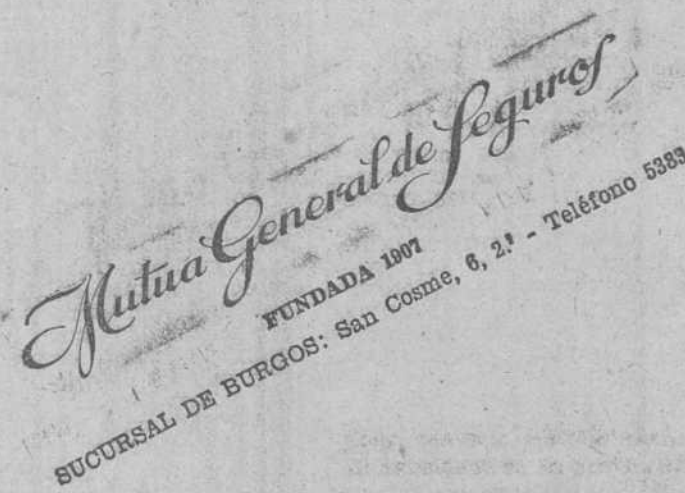 Mutua General de Seguros
FUNDADA 1907
SUCURSAL DE BURGOS: San Cosme, 6, 2.º - Teléfono 5383